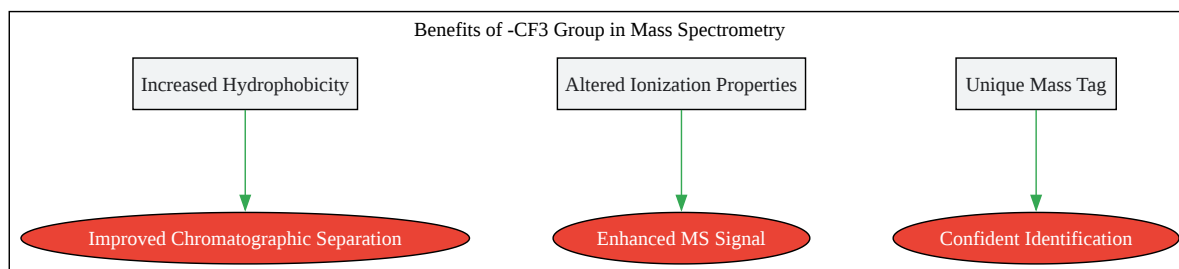 Benefits of -CF3 Group in Mass Spectrometry
Increased Hydrophobicity
Altered Ionization Properties
Unique Mass Tag
Improved Chromatographic Separation
Enhanced MS Signal
Confident Identification